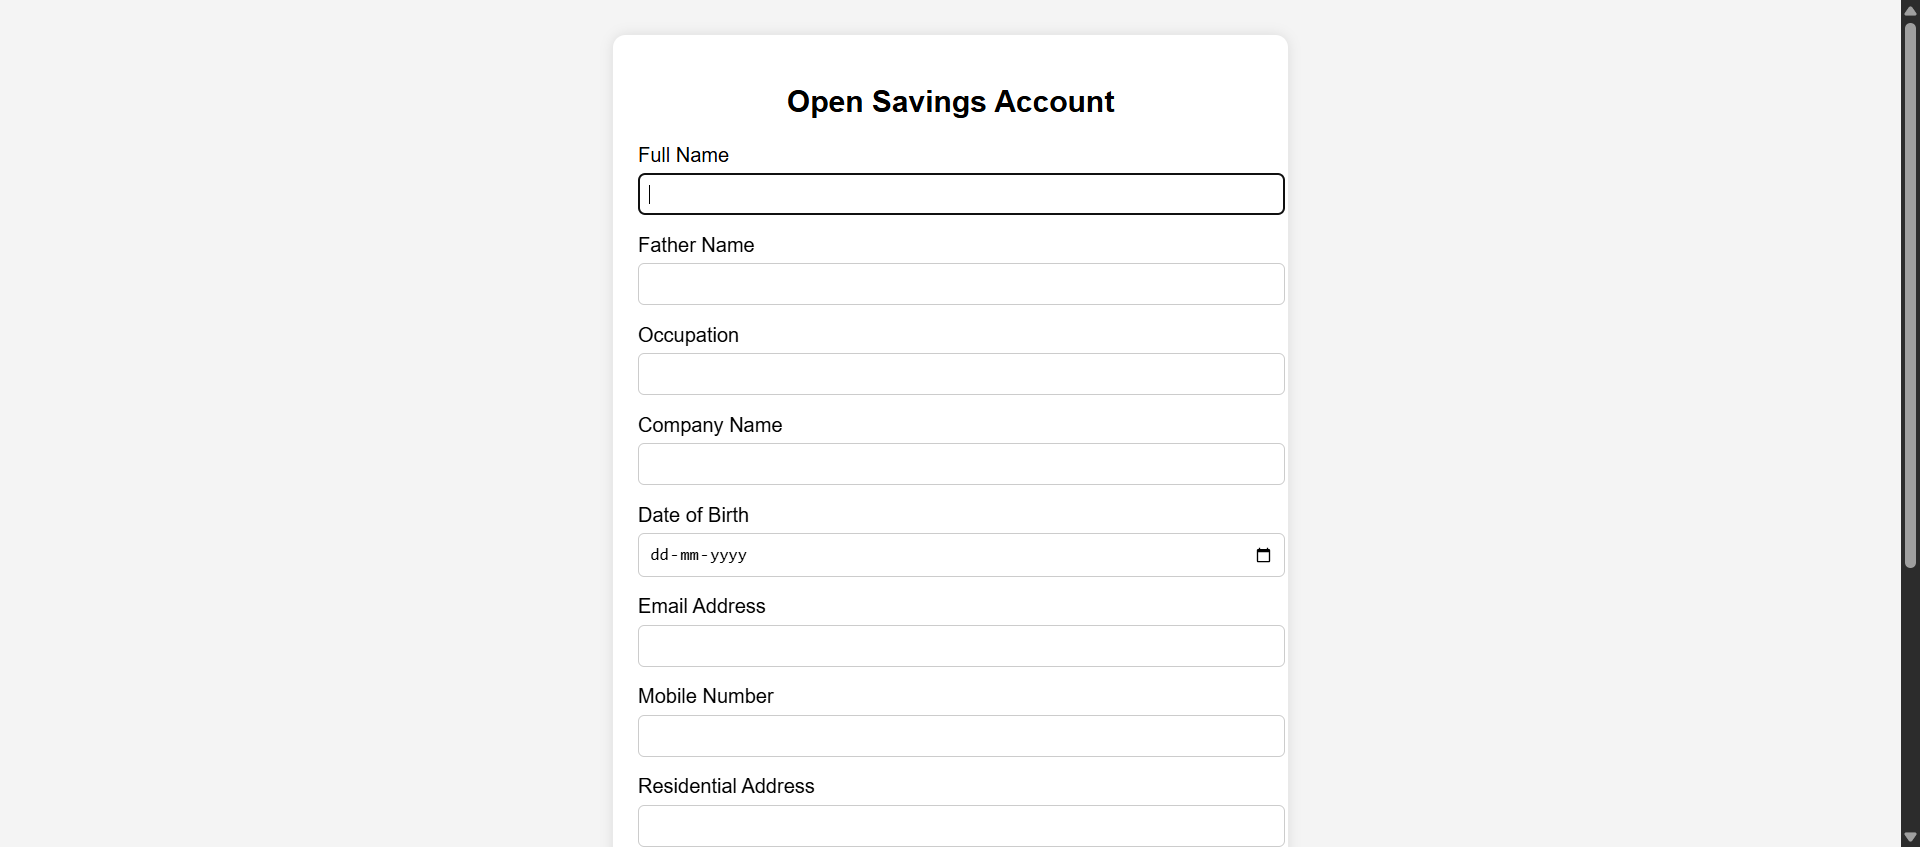 Open Savings Account
Full Name
Father Name
Occupation
Company Name
Date of Birth
dd-mm-yyyy
Email Address
Mobile Number
Residential Address